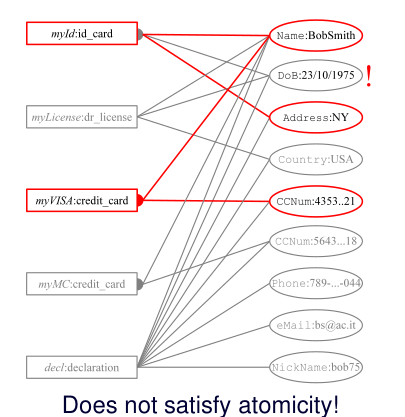 myId:id_card
Name:BobSmith
DoB:23/10/1975
!
myLicense:dr_license
Address:NY
Country:USA
myVISA:credit_card
CCNum:4353...21
CCNum:5643...18
myMC:credit_card
Phone:789-...-044
eMail:bs@ac.it
decl:declaration
NickName:bob75
Does not satisfy atomicity!